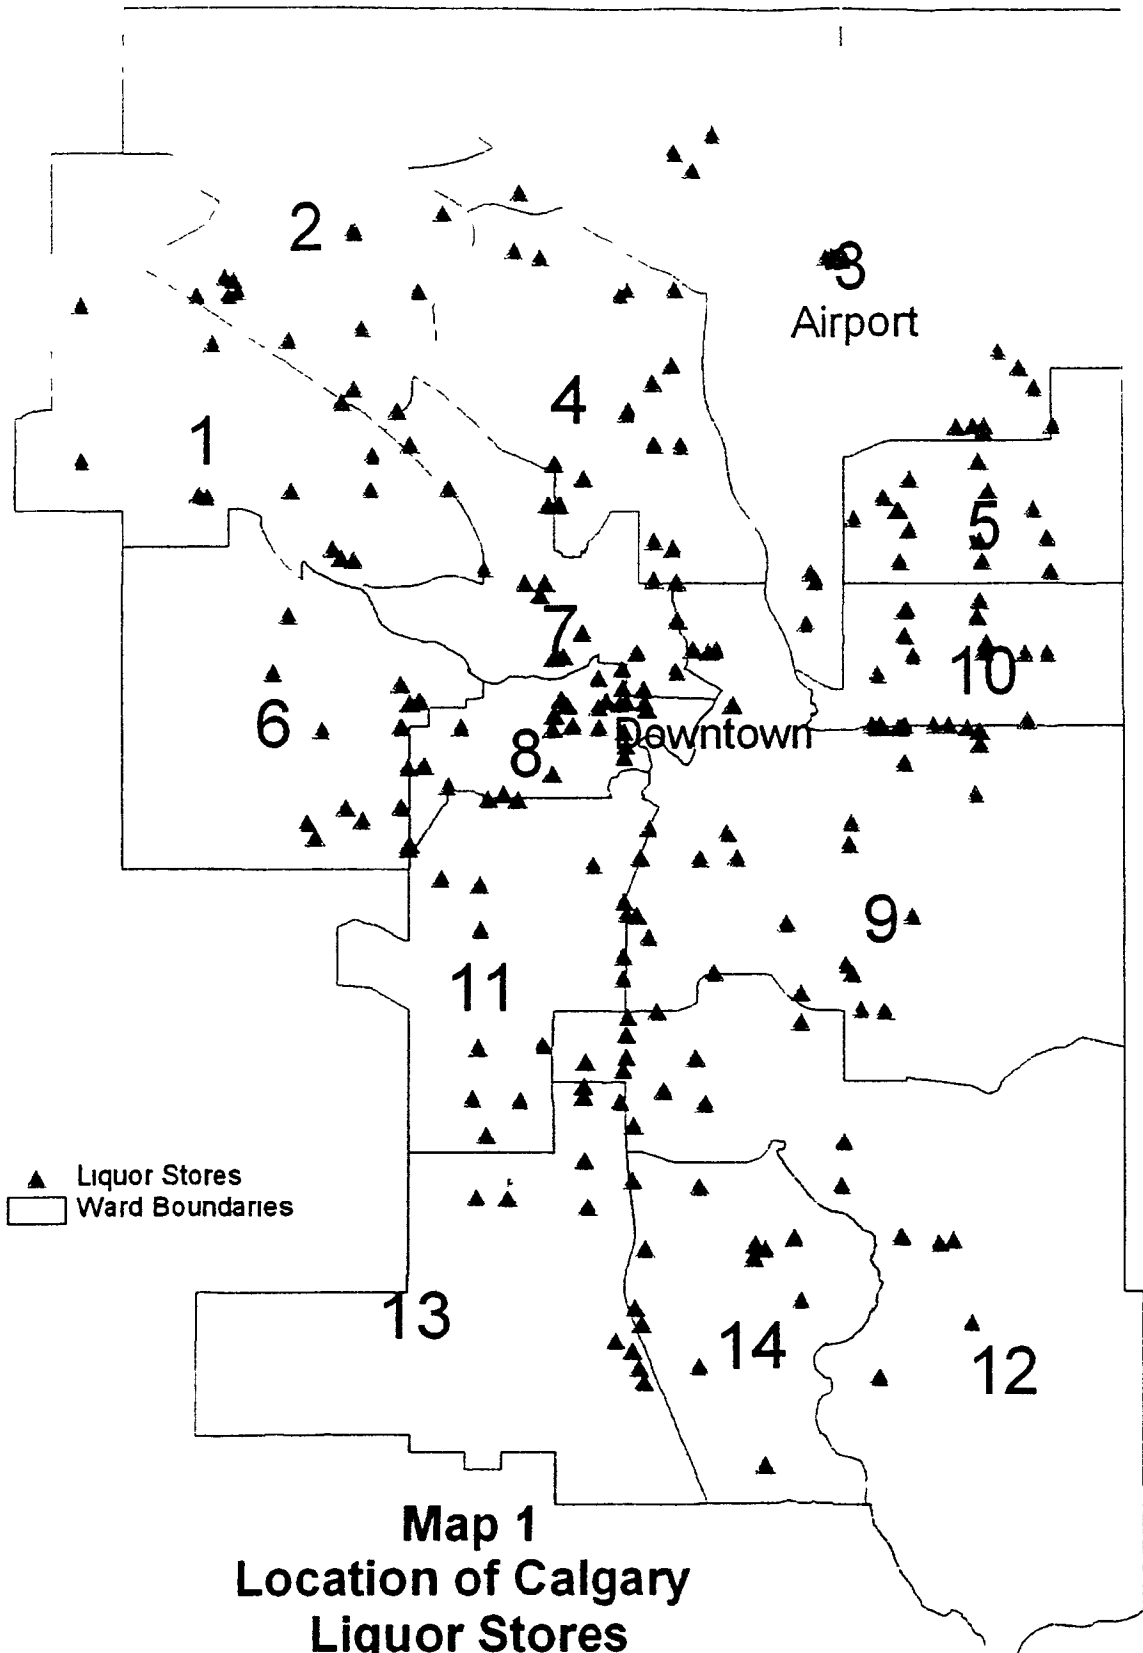 2
3
Airport
4
1
5
7
10
6
Downtown
8
9
11
Liquor Stores
Ward Boundaries
13
14
12
Map 1
Location of Calgary
Liquor Stores